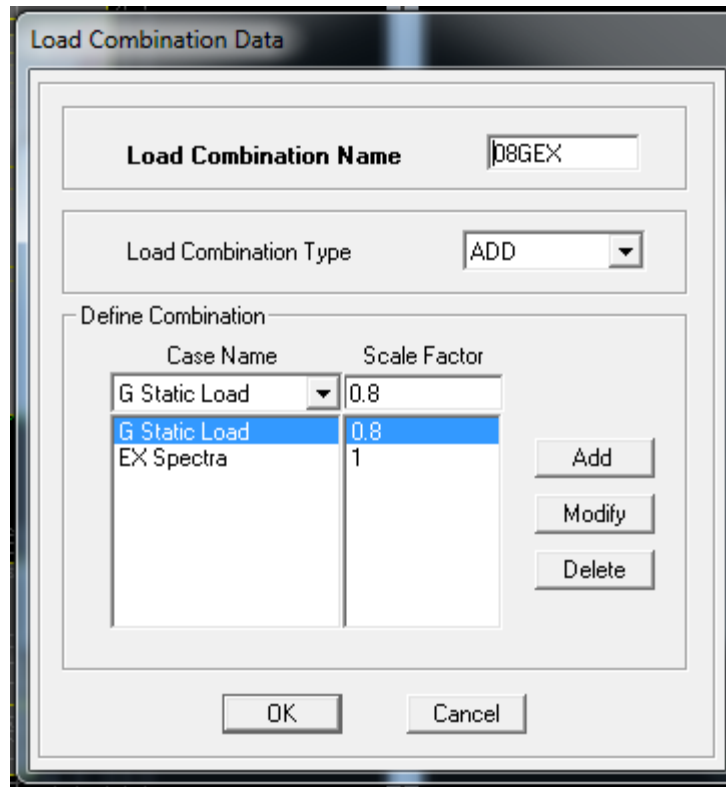 Load Combination Data
Load Combination Name 08GEX
Load Combination Type ADD
Define Combination
Case Name Scale Factor
G Static Load 0.8
G Static Load 0.8
EX Spectra 1
Add
Modify
Delete
OK Cancel